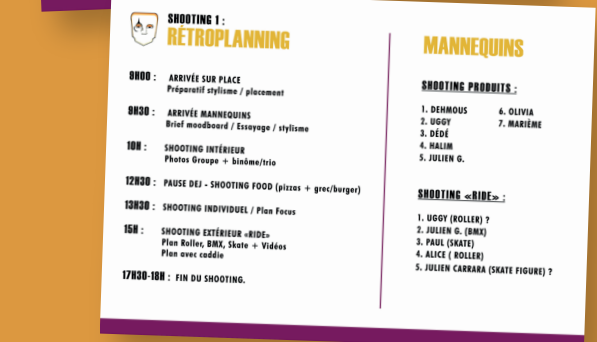 SHOOTING 1 :
RÉTROPLANNING
9H00 : ARRIVÉE SUR PLACE
Préparatif stylisme / placement
9H30 : ARRIVÉE MANNEQUINS
Brief moodboard / Essayage / stylisme
10H : SHOOTING INTÉRIEUR
Photos Groupe + binôme/trio
12H30 : PAUSE DEJ - SHOOTING FOOD (pizzas + grec/burger)
13H30 : SHOOTING INDIVIDUEL / Plan Focus
15H : SHOOTING EXTÉRIEUR «RIDE»
Plan Roller, BMX, Skate + Vidéos
Plan avec caddie
17H30-18H : FIN DU SHOOTING.
MANNEQUINS
SHOOTING PRODUITS :
1. DEHMOUS
2. UGGY
3. DÉDÉ
4. HALIM
5. JULIEN G.
6. OLIVIA
7. MARIÈME
SHOOTING «RIDE» :
1. UGGY (ROLLER) ?
2. JULIEN G. (BMX)
3. PAUL (SKATE)
4. ALICE ( ROLLER)
5. JULIEN CARRARA (SKATE FIGURE) ?